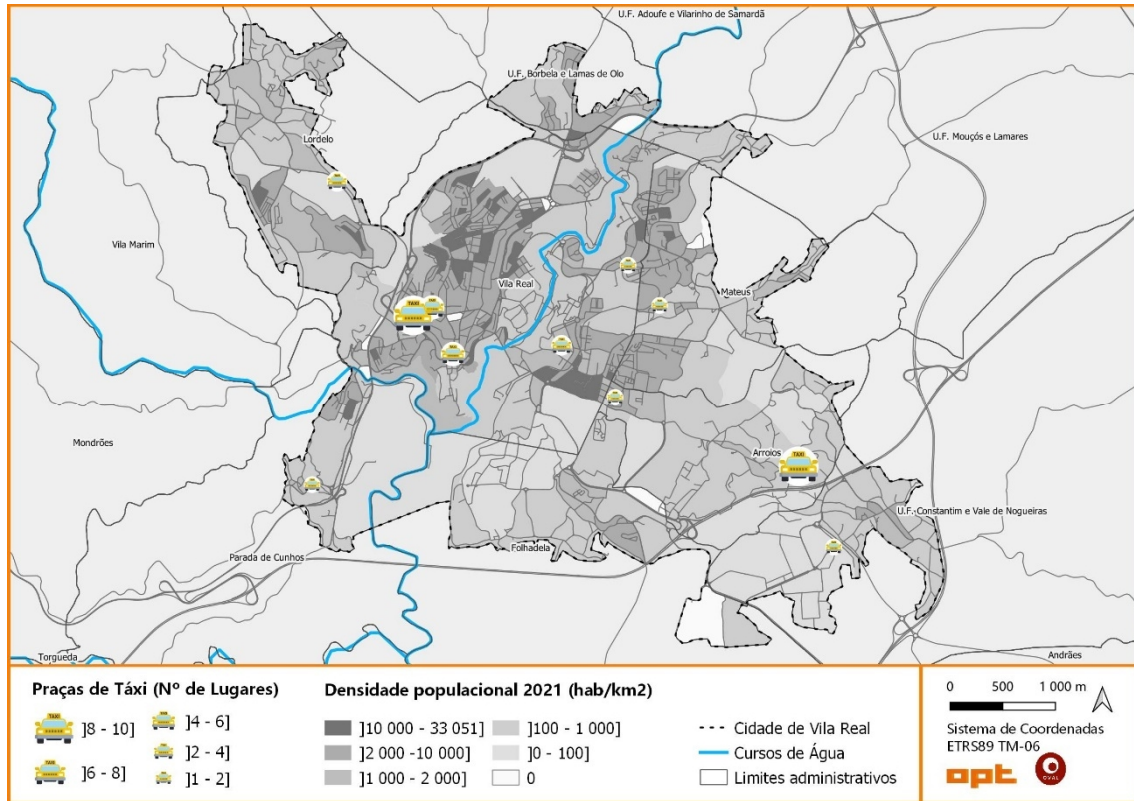 U.F. Adoufe e Vilarinho de Samardã
U.F. Borbela e Lamas de Olo
U.F. Mouçós e Lamares
Lordelo
Vila Marim
Vila Real
Mateus
Mondrões
Arroios
U.F. Constantim e Vale de Nogueiras
Folhadela
Parada de Cunhos
Torgueda
Andrães
Praças de Táxi (Nº de Lugares)
]8 - 10]
]6 - 8]
]4 - 6]
]2 - 4]
]1 - 2]
Densidade populacional 2021 (hab/km2)
]10 000 - 33 051]
]2 000 -10 000]
]1 000 - 2 000]
]100 - 1 000]
]0 - 100]
0
Cidade de Vila Real
Cursos de Água
Limites administrativos
0 500 1 000 m
Sistema de Coordenadas
ETRS89 TM-06
opt
OVAL